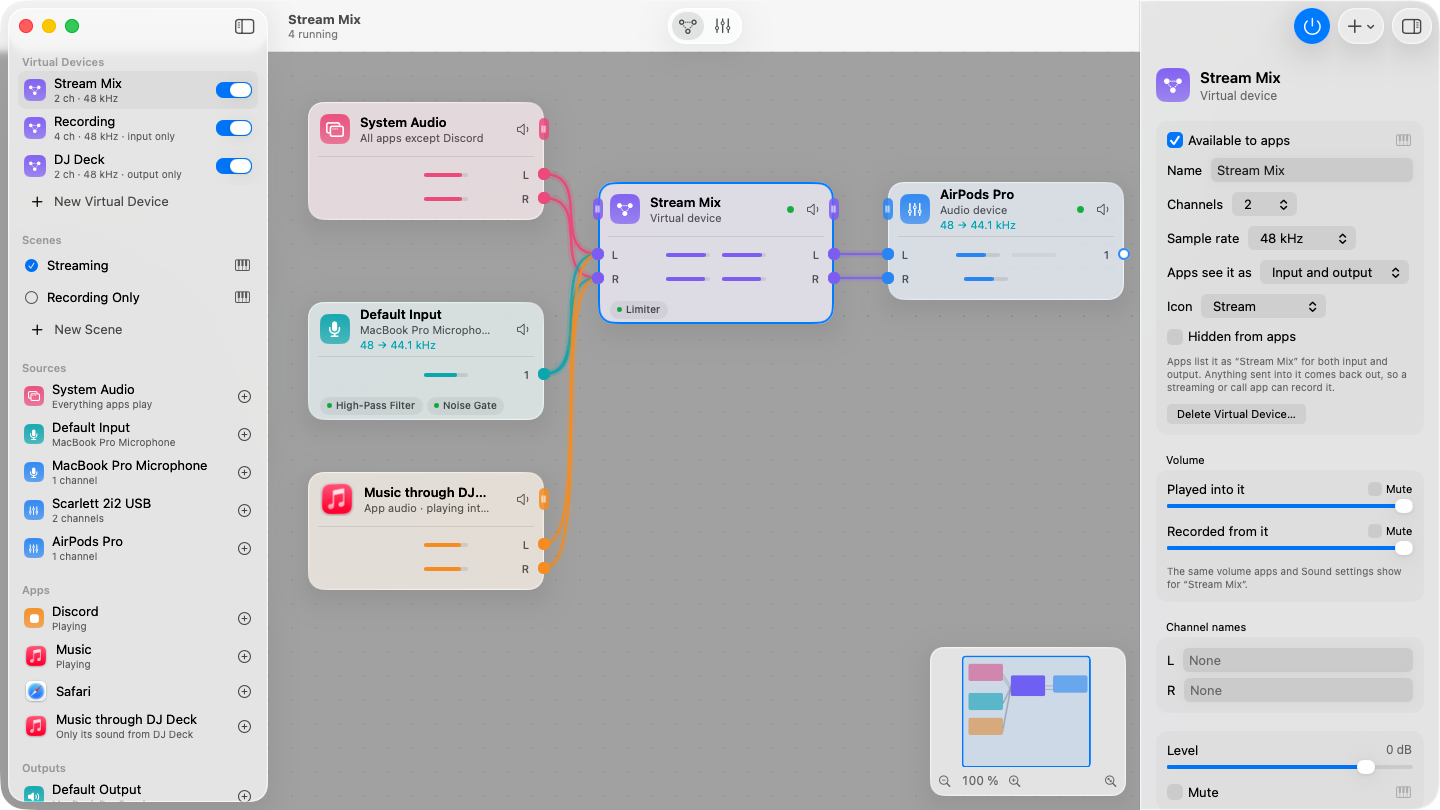 Virtual Devices
Stream Mix
2 ch · 48 kHz
Recording
4 ch · 48 kHz · input only
DJ Deck
2 ch · 48 kHz · output only
New Virtual Device
Scenes
Streaming
Recording Only
New Scene
Sources
System Audio
Everything apps play
Default Input
MacBook Pro Microphone
MacBook Pro Microphone
1 channel
Scarlett 2i2 USB
2 channels
AirPods Pro
1 channel
Apps
Discord
Playing
Music
Playing
Safari
Music through DJ Deck
Only its sound from DJ Deck
Outputs
Default Output
Stream Mix
4 running
System Audio
All apps except Discord
L
R
Default Input
MacBook Pro Micropho...
48 → 44.1 kHz
1
High-Pass Filter
Noise Gate
Music through DJ...
App audio · playing int...
L
R
Stream Mix
Virtual device
L
L
R
R
Limiter
AirPods Pro
Audio device
48 → 44.1 kHz
L
1
R
100 %
Stream Mix
Virtual device
Available to apps
Name
Stream Mix
Channels
2
Sample rate
48 kHz
Apps see it as
Input and output
Icon
Stream
Hidden from apps
Apps list it as “Stream Mix” for both input and
output. Anything sent into it comes back out, so a
streaming or call app can record it.
Delete Virtual Device...
Volume
Played into it
Mute
Recorded from it
Mute
The same volume apps and Sound settings show
for “Stream Mix”.
Channel names
L
None
R
None
Level
0 dB
Mute